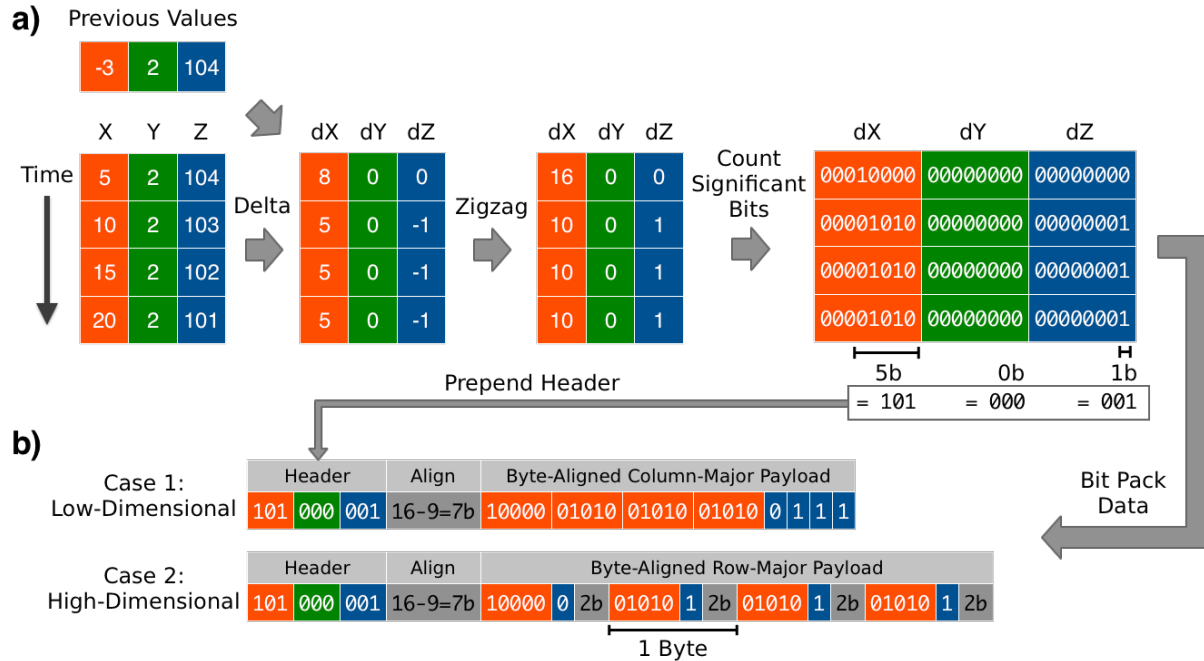 a)
Previous Values
-3 2 104
X Y Z
dX dY dZ
dX dY dZ
dX dY dZ
Time
5 2 104
10 2 103
15 2 102
20 2 101
Delta
8 0 0
5 0 -1
5 0 -1
5 0 -1
Zigzag
16 0 0
10 0 1
10 0 1
10 0 1
Count
Significant
Bits
00010000 00000000 00000000
00001010 00000000 00000001
00001010 00000000 00000001
00001010 00000000 00000001
5b 0b 1b
= 101 = 000 = 001
Prepend Header
b)
Case 1:
Low-Dimensional
Header Align Byte-Aligned Column-Major Payload
101 000 001 16-9=7b 10000 01010 01010 01010 0 1 1 1
Bit Pack
Data
Case 2:
High-Dimensional
Header Align Byte-Aligned Row-Major Payload
101 000 001 16-9=7b 10000 0 2b 01010 1 2b 01010 1 2b 01010 1 2b
1 Byte